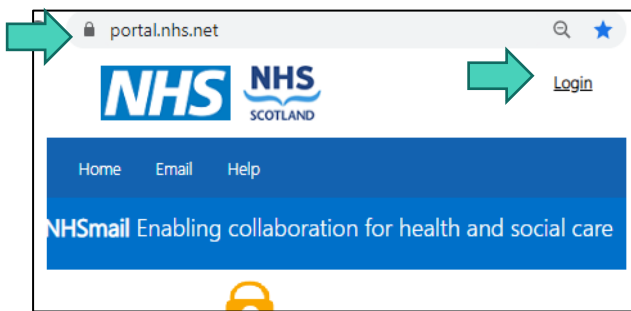 portal.nhs.net
NHS
NHS
SCOTLAND
Login
Home Email Help
NHSmail Enabling collaboration for health and social care